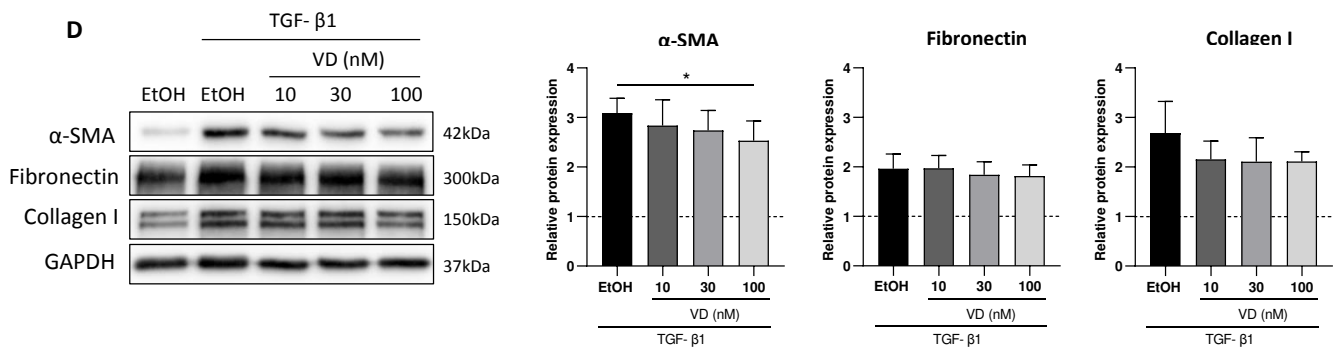 D
TGF- β1
VD (nM)
EtOH EtOH 10 30 100
α-SMA 42kDa
Fibronectin 300kDa
Collagen I 150kDa
GAPDH 37kDa
α-SMA
Relative protein expression
4
3
2
1
0
*
EtOH 10 30 100
VD (nM)
TGF- β1
Fibronectin
Relative protein expression
4
3
2
1
0
EtOH 10 30 100
VD (nM)
TGF- β1
Collagen I
Relative protein expression
4
3
2
1
0
EtOH 10 30 100
VD (nM)
TGF- β1